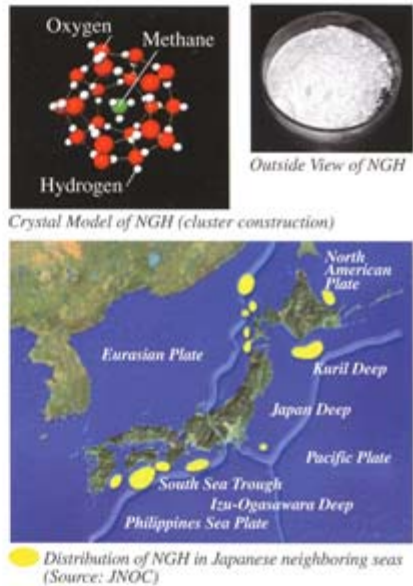 Oxygen
Methane
Hydrogen
Outside View of NGH
Crystal Model of NGH (cluster construction)
North
American
Plate
Eurasian Plate
Kuril Deep
Japan Deep
Pacific Plate
South Sea Trough
Izu-Ogasawara Deep
Philippines Sea Plate
Distribution of NGH in Japanese neighboring seas
(Source: JNOC)